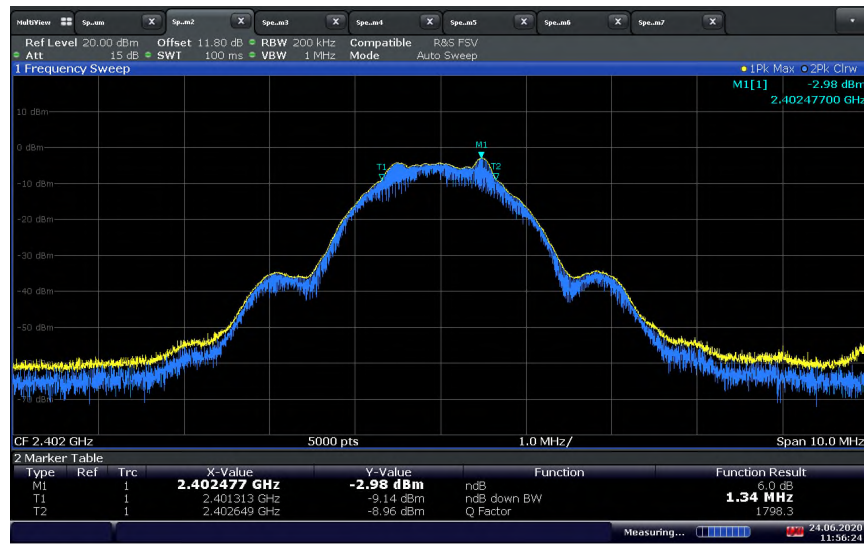 MultiView Sp..um X Sp..m2 X Spe..m3 X Spe..m4 X Spe..m5 X Spe..m6 X Spe..m7 X
Ref Level 20.00 dBm Offset 11.80 dB RBW 200 kHz Compatible R&S FSV
Att 15 dB SWT 100 ms VBW 1 MHz Mode Auto Sweep
1 Frequency Sweep 1Pk Max 2Pk Clrw
M1[1] -2.98 dBm
2.40247700 GHz
10 dBm
0 dBm
M1
T1 T2
-10 dBm
-20 dBm
-30 dBm
-40 dBm
-50 dBm
-70 dBm
CF 2.402 GHz 5000 pts 1.0 MHz/ Span 10.0 MHz
2 Marker Table
Type Ref Trc X-Value Y-Value Function Function Result
M1 1 2.402477 GHz -2.98 dBm ndB 6.0 dB
T1 1 2.401313 GHz -9.14 dBm ndB down BW 1.34 MHz
T2 1 2.402649 GHz -8.96 dBm Q Factor 1798.3
Measuring... 24.06.2020
11:56:24